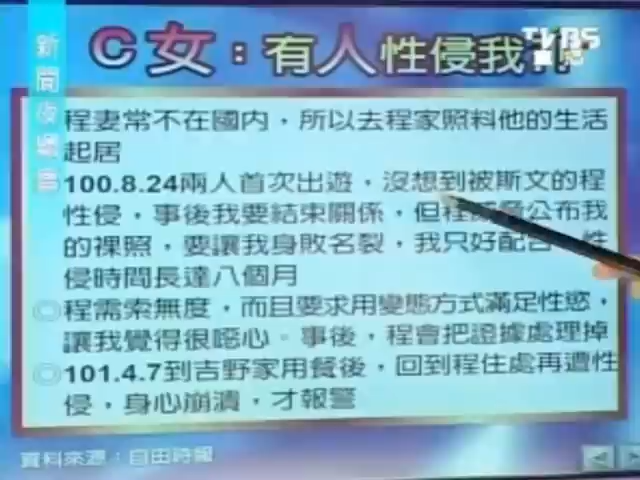 TVBS
新聞夜總會
C女：有人性侵我
程妻常不在國內，所以去程家照料他的生活
起居
100.8.24兩人首次出遊，沒想到被斯文的程
性侵，事後我要結束關係，但程 公布我
的裸照，要讓我身敗名裂，我只好配合 性
侵時間長達八個月
◎程需索無度，而且要求用變態方式滿足性慾，
讓我覺得很噁心。事後，程會把證據處理掉
◎101.4.7到吉野家用餐後，回到程住處再遭性
侵，身心崩潰，才報警
資料來源：自由時報